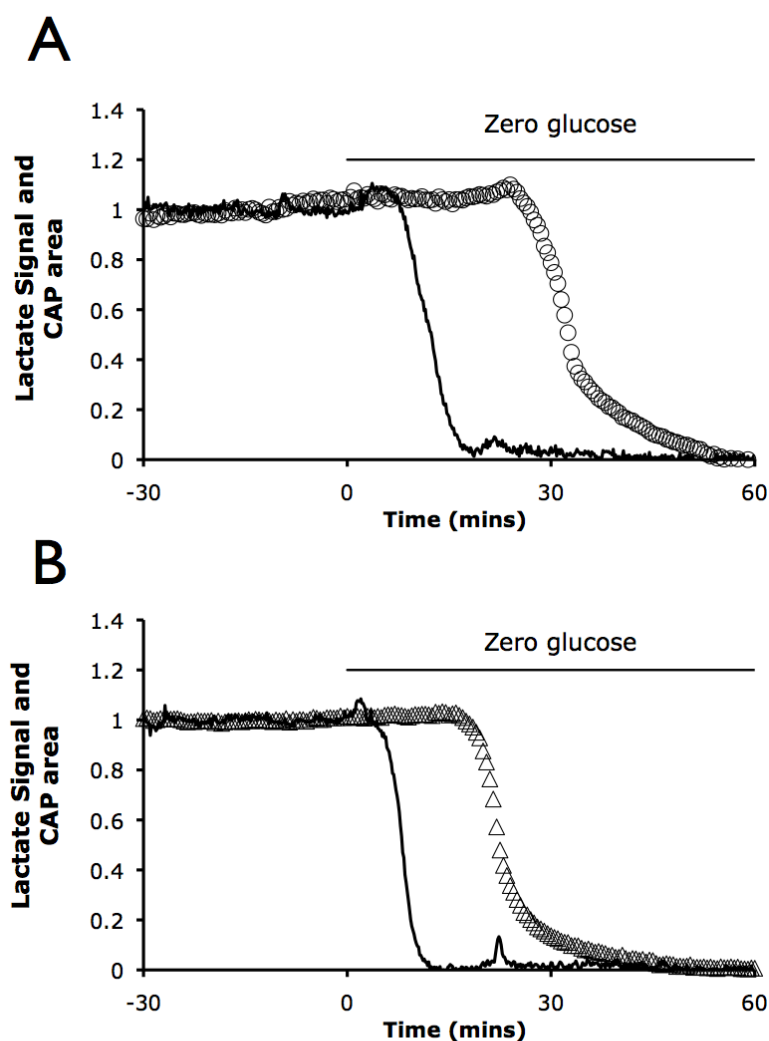 A
1.4
Zero glucose
1.2
1
0.8
0.6
0.4
0.2
0
Lactate Signal and
CAP area
-30
0
30
60
Time (mins)
B
1.4
Zero glucose
1.2
1
0.8
0.6
0.4
0.2
0
Lactate Signal and
CAP area
-30
0
30
60
Time (mins)